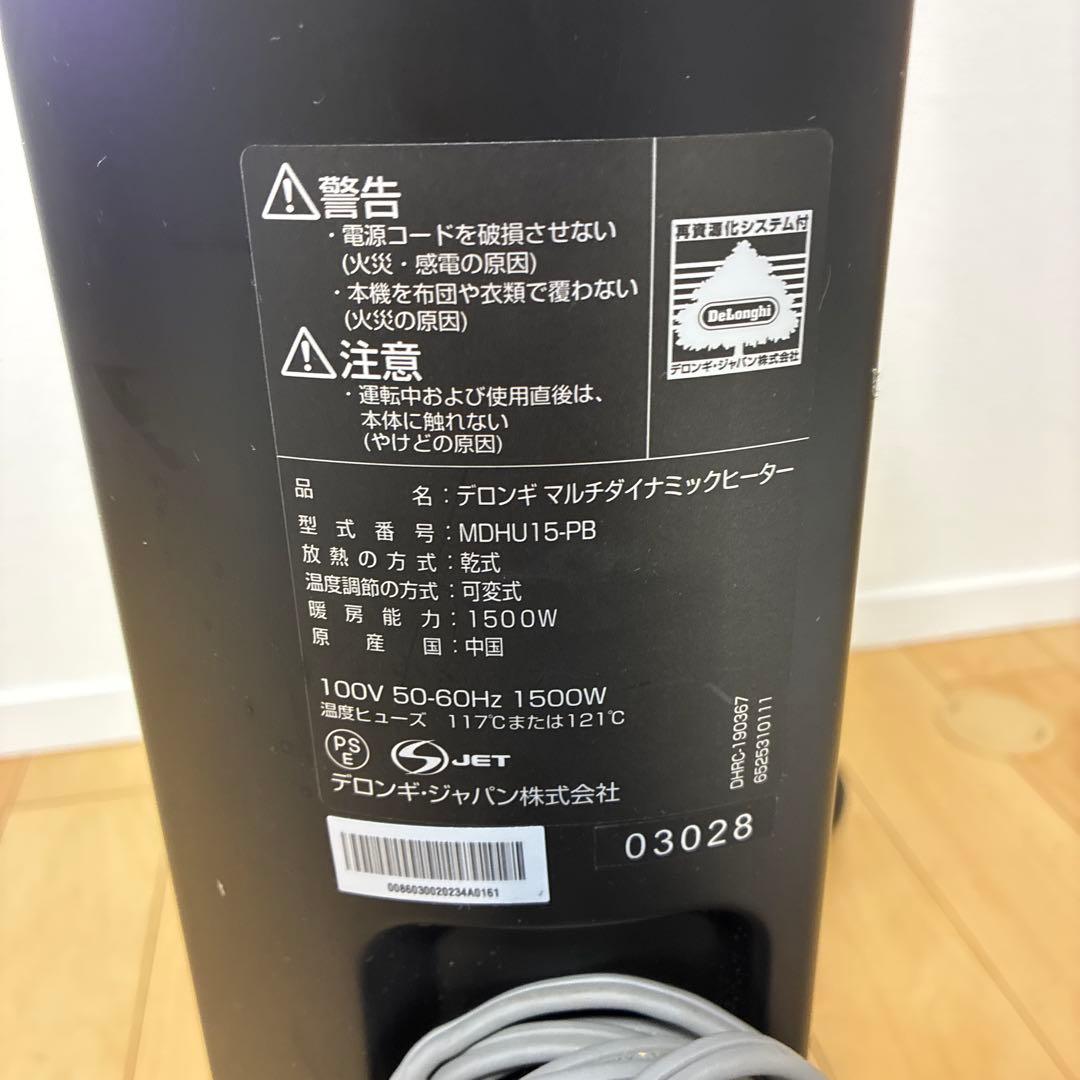 警告
・電源コードを破損させない
(火災・感電の原因)
・本機を布団や衣類で覆わない
(火災の原因)
注意
・運転中および使用直後は、
本体に触れない
(やけどの原因)
再資源化システム付
DeLonghi
デロンギ・ジャパン株式会社
品名：デロンギ マルチダイナミックヒーター
型式番号：MDHU15-PB
放熱の方式：乾式
温度調節の方式：可変式
暖房能力：1500W
原産国：中国
100V 50-60Hz 1500W
温度ヒューズ 117℃または121℃
PS
E
JET
デロンギ・ジャパン株式会社
DHRC-190367
6525310111
0086030020234A0161
03028